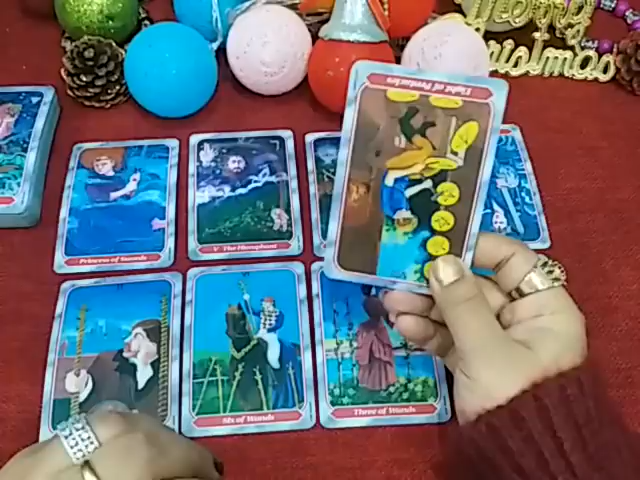 Merry
Christmas
Eight of Pentacles
Princess of Swords
V The Hierophant
Six of Wands
Three of Wands